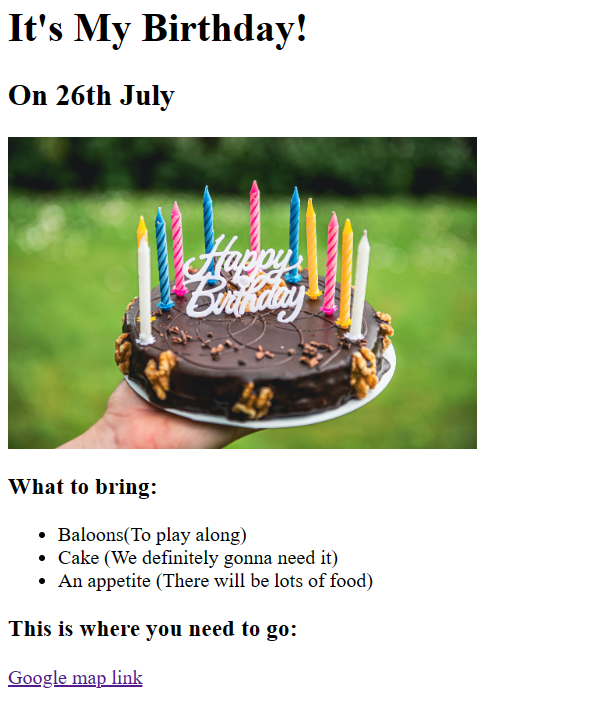 It's My Birthday!
On 26th July
Happy
Birthday
What to bring:
Baloons(To play along)
Cake (We definitely gonna need it)
An appetite (There will be lots of food)
This is where you need to go:
Google map link